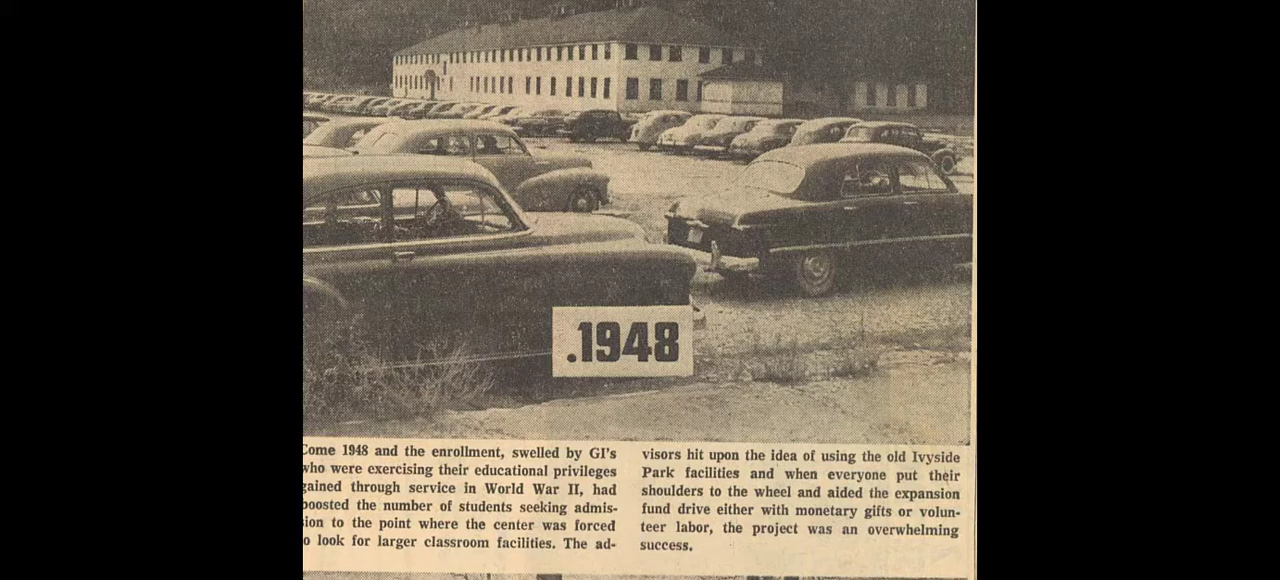 .1948
Come 1948 and the enrollment, swelled by GI's
who were exercising their educational privileges
gained through service in World War II, had
boosted the number of students seeking admis-
sion to the point where the center was forced
to look for larger classroom facilities. The ad-
visors hit upon the idea of using the old Ivyside
Park facilities and when everyone put their
shoulders to the wheel and aided the expansion
fund drive either with monetary gifts or volun-
teer labor, the project was an overwhelming
success.